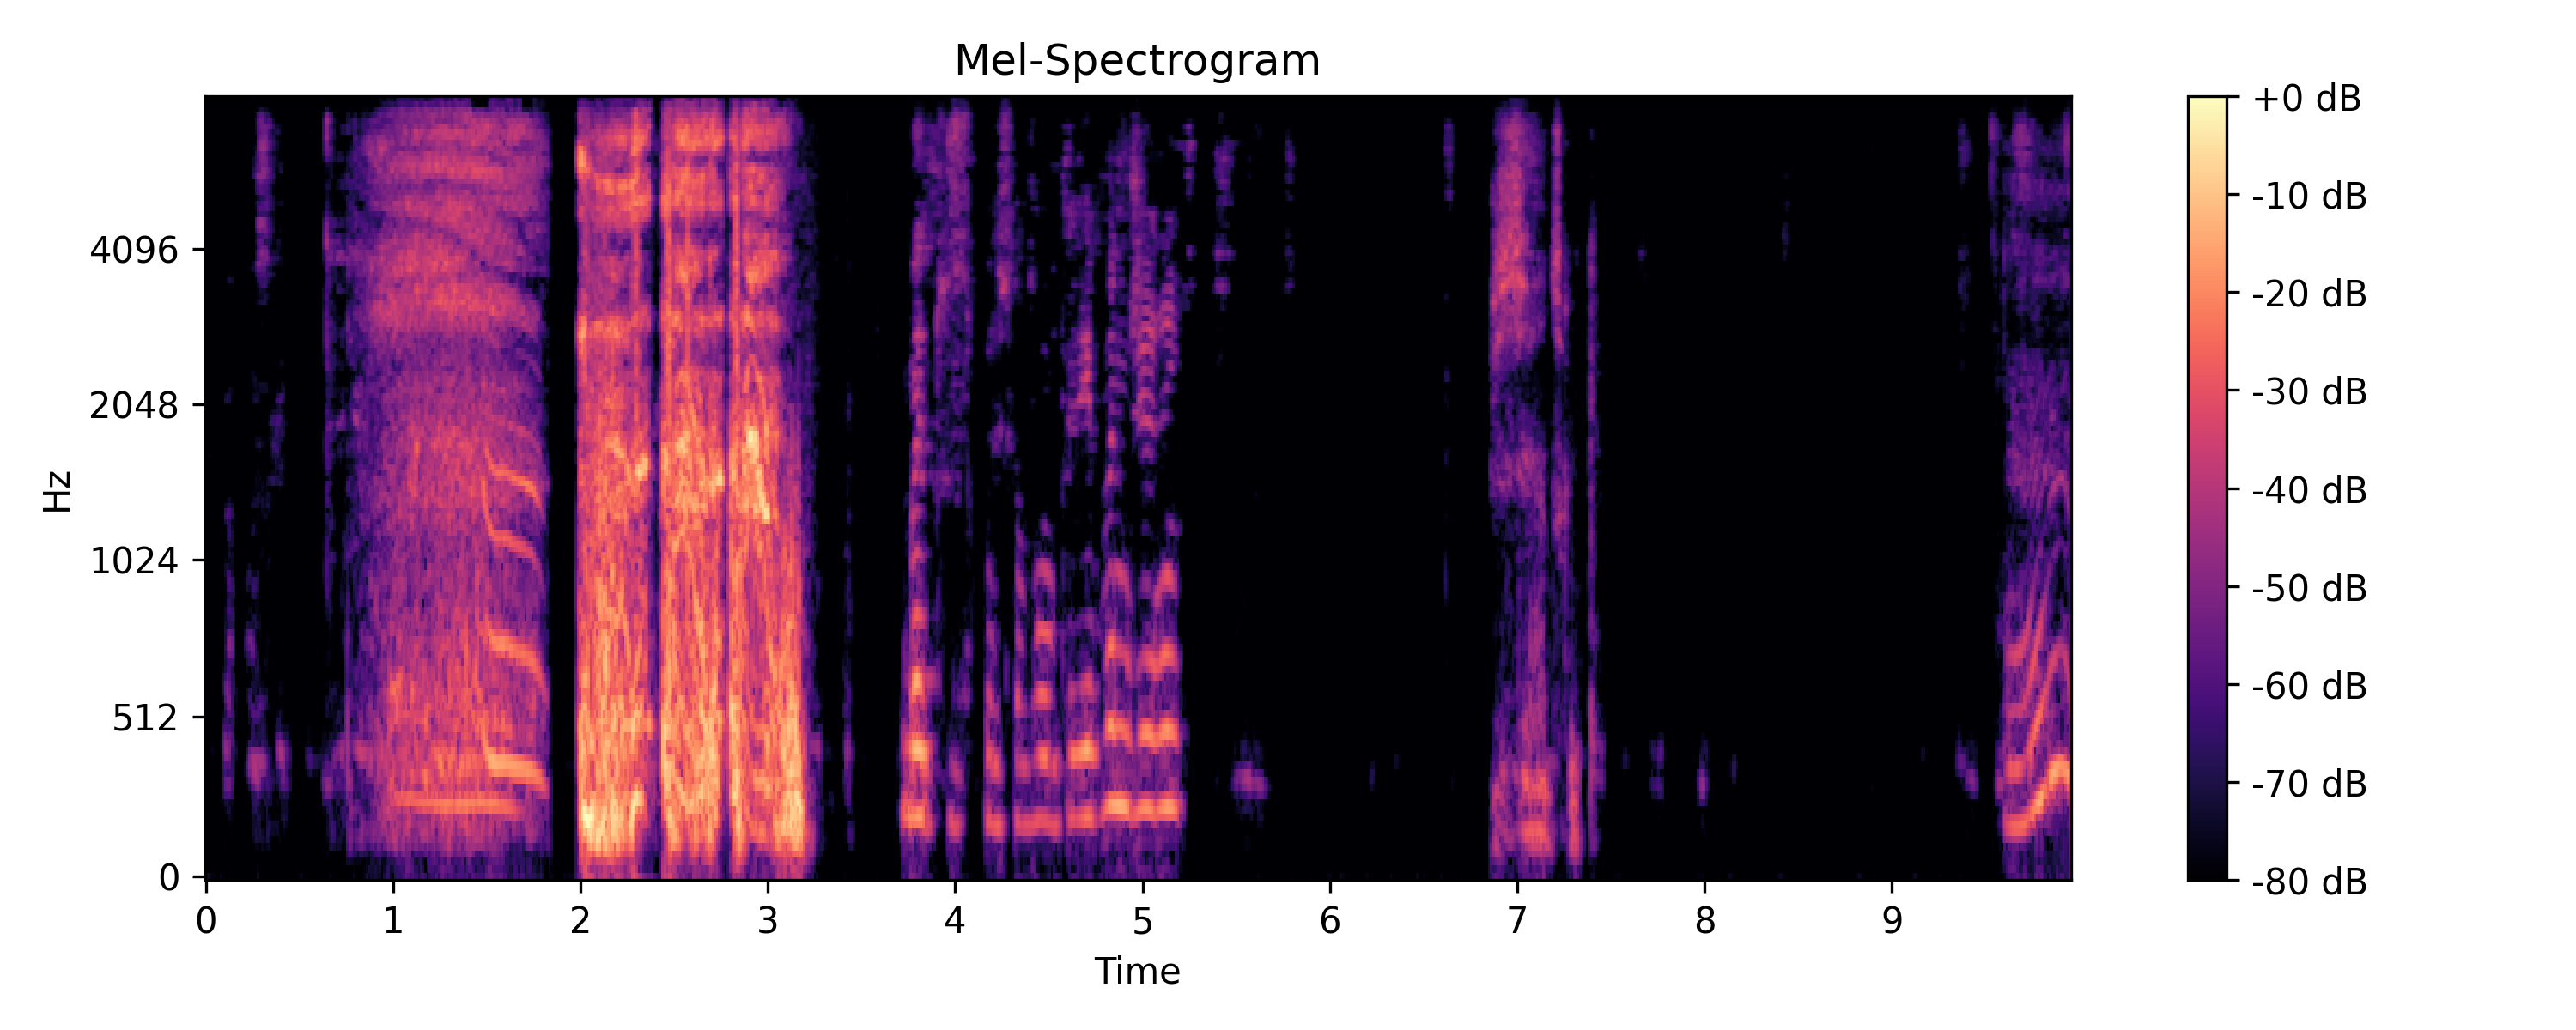 Mel-Spectrogram
+0 dB
-10 dB
-20 dB
-30 dB
-40 dB
-50 dB
-60 dB
-70 dB
-80 dB
Hz
4096
2048
1024
512
0
0 1 2 3 4 5 6 7 8 9
Time